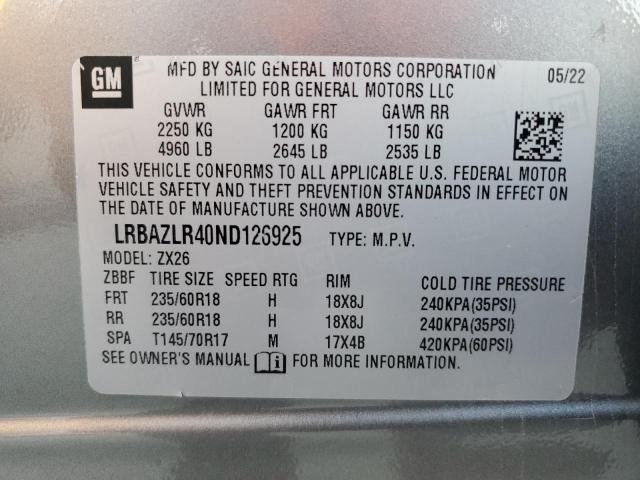 GM
MFD BY SAIC GENERAL MOTORS CORPORATION 05/22
LIMITED FOR GENERAL MOTORS LLC
GVWR GAWR FRT GAWR RR
2250 KG 1200 KG 1150 KG
4960 LB 2645 LB 2535 LB
THIS VEHICLE CONFORMS TO ALL APPLICABLE U.S. FEDERAL MOTOR
VEHICLE SAFETY AND THEFT PREVENTION STANDARDS IN EFFECT ON
THE DATE OF MANUFACTURE SHOWN ABOVE.
LRBAZLR40ND126925 TYPE: M.P.V.
MODEL: ZX26
ZBBF TIRE SIZE SPEED RTG RIM COLD TIRE PRESSURE
FRT 235/60R18 H 18X8J 240KPA(35PSI)
RR 235/60R18 H 18X8J 240KPA(35PSI)
SPA T145/70R17 M 17X4B 420KPA(60PSI)
SEE OWNER'S MANUAL FOR MORE INFORMATION.